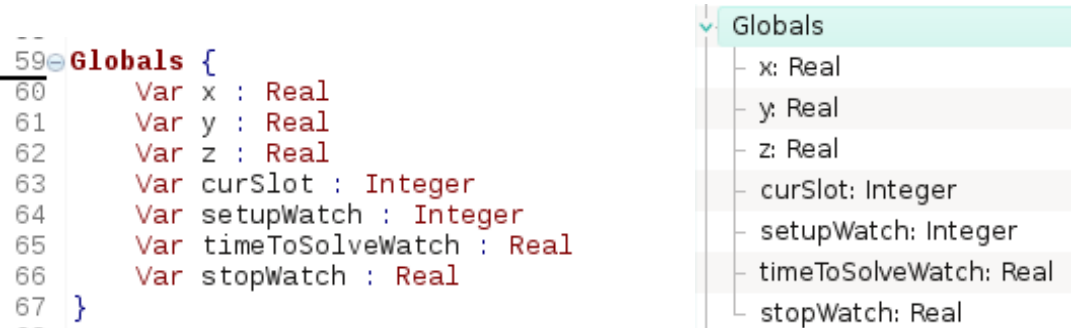 59 Globals {
60 Var x : Real
61 Var y : Real
62 Var z : Real
63 Var curSlot : Integer
64 Var setupWatch : Integer
65 Var timeToSolveWatch : Real
66 Var stopWatch : Real
67 }
Globals
x: Real
y: Real
z: Real
curSlot: Integer
setupWatch: Integer
timeToSolveWatch: Real
stopWatch: Real